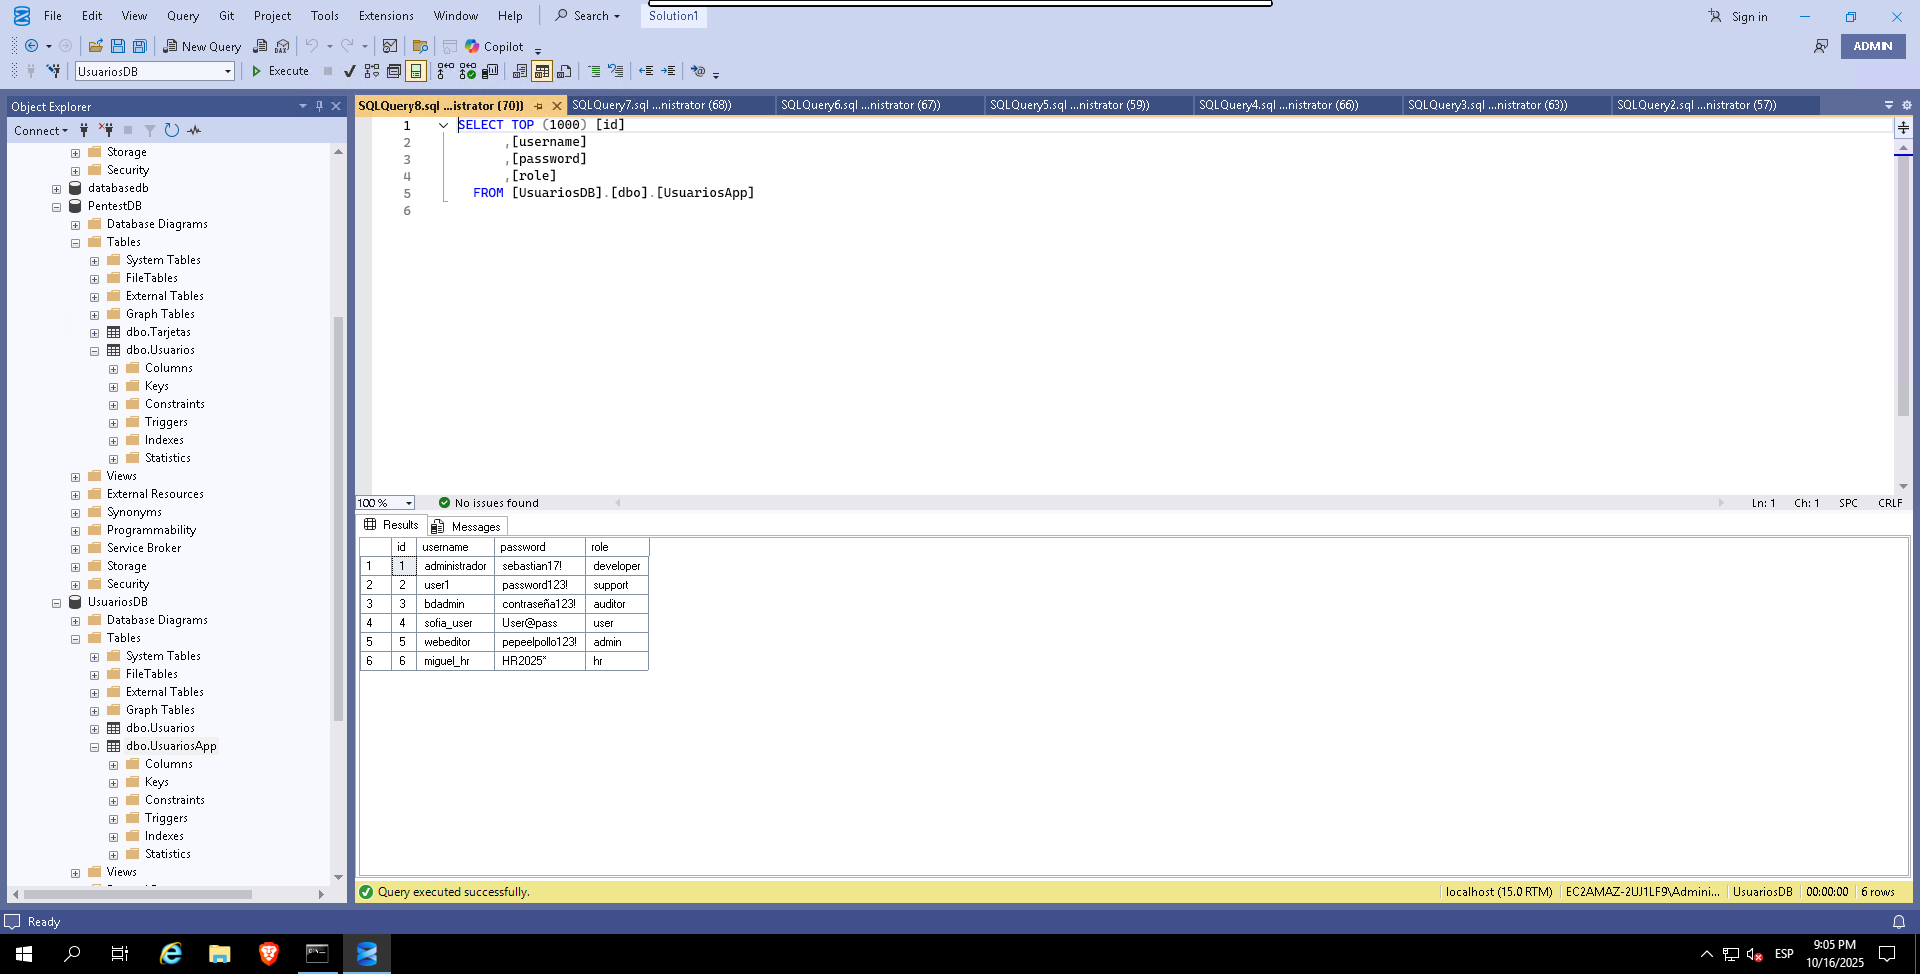 File Edit View Query Git Project Tools Extensions Window Help Search Solution1 Sign in
New Query DAX Copilot ADMIN
UsuariosDB Execute
Object Explorer
Connect
Storage
Security
databasedb
PentestDB
Database Diagrams
Tables
System Tables
FileTables
External Tables
Graph Tables
dbo.Tarjetas
dbo.Usuarios
Columns
Keys
Constraints
Triggers
Indexes
Statistics
Views
External Resources
Synonyms
Programmability
Service Broker
Storage
Security
UsuariosDB
Database Diagrams
Tables
System Tables
FileTables
External Tables
Graph Tables
dbo.Usuarios
dbo.UsuariosApp
Columns
Keys
Constraints
Triggers
Indexes
Statistics
Views
SQLQuery8.sql ...istrator (70)) SQLQuery7.sql ...nistrator (68)) SQLQuery6.sql ...nistrator (67)) SQLQuery5.sql ...nistrator (59)) SQLQuery4.sql ...nistrator (66)) SQLQuery3.sql ...nistrator (63)) SQLQuery2.sql ...nistrator (57))
1 SELECT TOP (1000) [id]
2 ,[username]
3 ,[password]
4 ,[role]
5 FROM [UsuariosDB].[dbo].[UsuariosApp]
6
100 % No issues found Ln: 1 Ch: 1 SPC CRLF
Results Messages
id username password role
1 1 administrador sebastian17! developer
2 2 user1 password123! support
3 3 bdadmin contraseña123! auditor
4 4 sofia_user User@pass user
5 5 webeditor pepeelpollo123! admin
6 6 miguel_hr HR2025* hr
Query executed successfully. localhost (15.0 RTM) EC2AMAZ-2UJ1LF9\Admini... UsuariosDB 00:00:00 6 rows
Ready
ESP 9:05 PM
10/16/2025